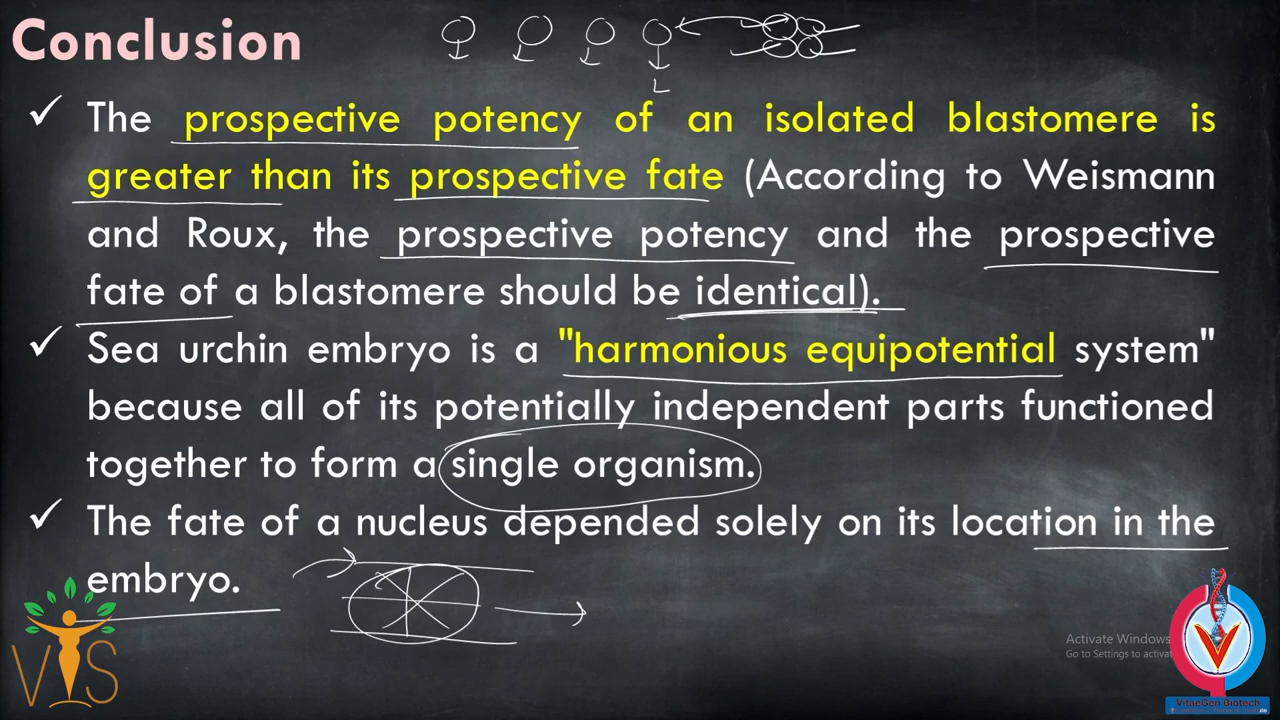 Conclusion
L
✓ The prospective potency of an isolated blastomere is
greater than its prospective fate (According to Weismann
and Roux, the prospective potency and the prospective
fate of a blastomere should be identical).
✓ Sea urchin embryo is a "harmonious equipotential system"
because all of its potentially independent parts functioned
together to form a single organism.
✓ The fate of a nucleus depended solely on its location in the
embryo.
Activate Windows
Go to Settings to activat
V S
V
VitaeGen Biotech